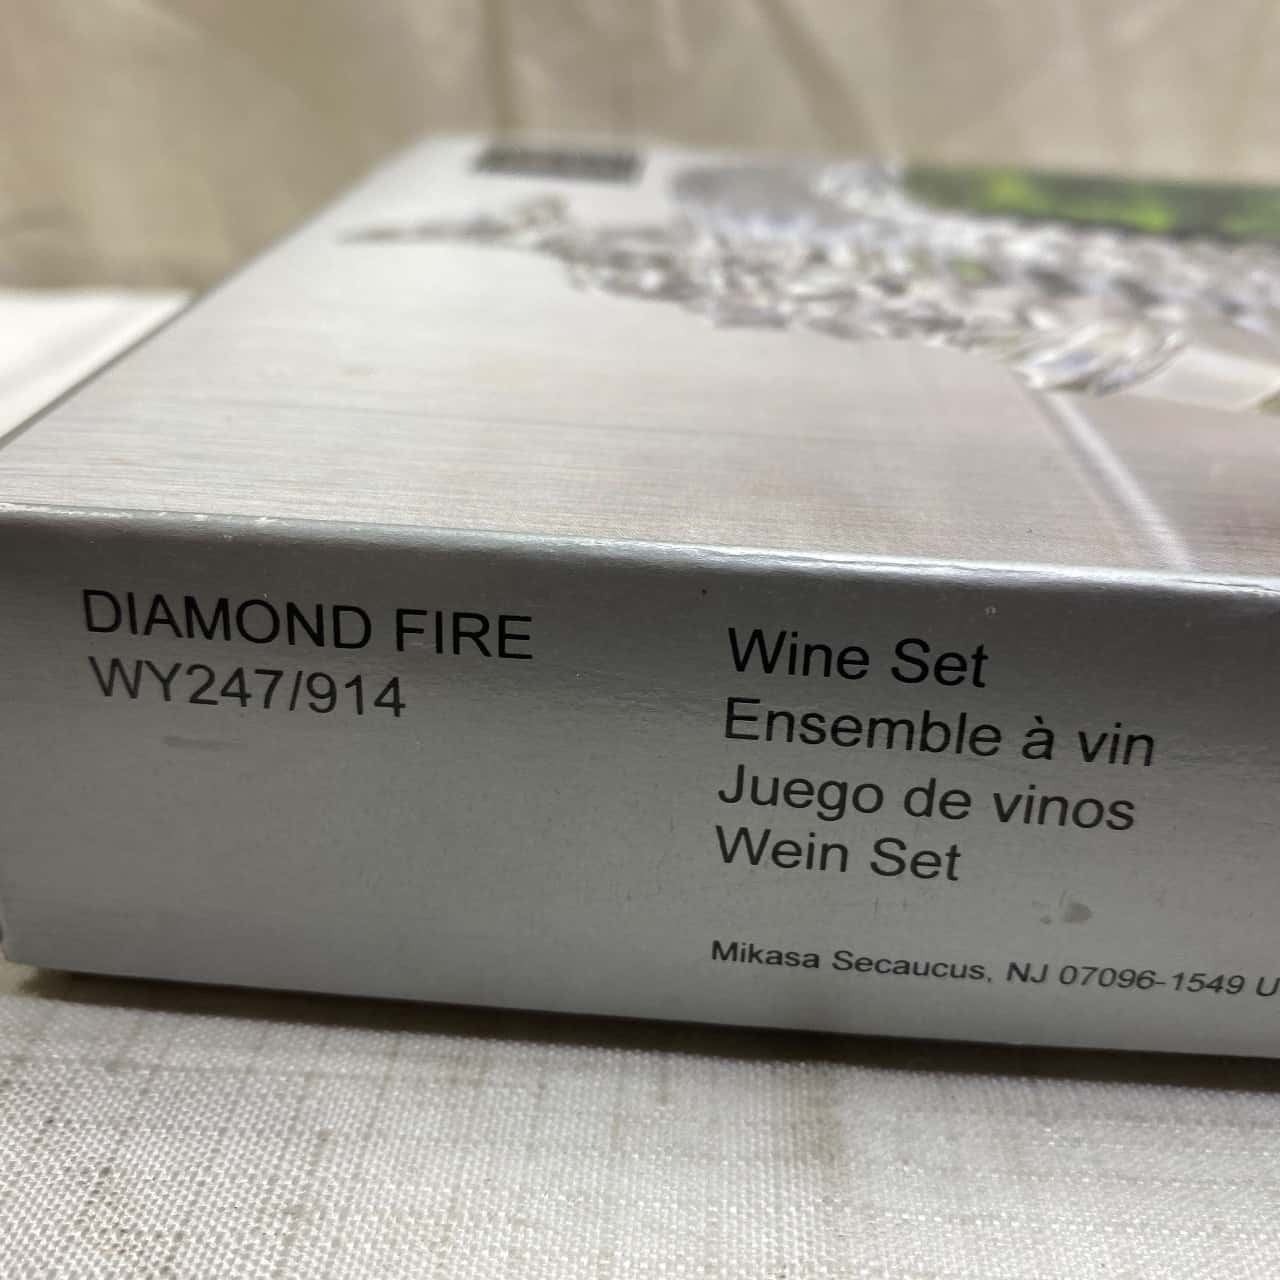 DIAMOND FIRE
WY247/914
Wine Set
Ensemble à vin
Juego de vinos
Wein Set
Mikasa Secaucus, NJ 07096-1549 U